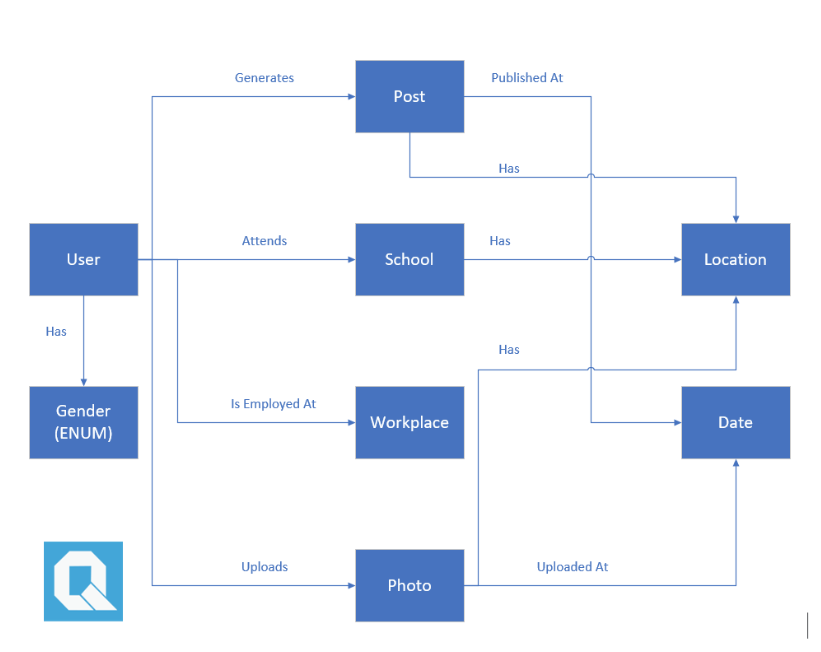 Generates
Post
Published At
Has
User
Attends
School
Has
Location
Has
Has
Gender
(ENUM)
Is Employed At
Workplace
Date
Uploads
Photo
Uploaded At